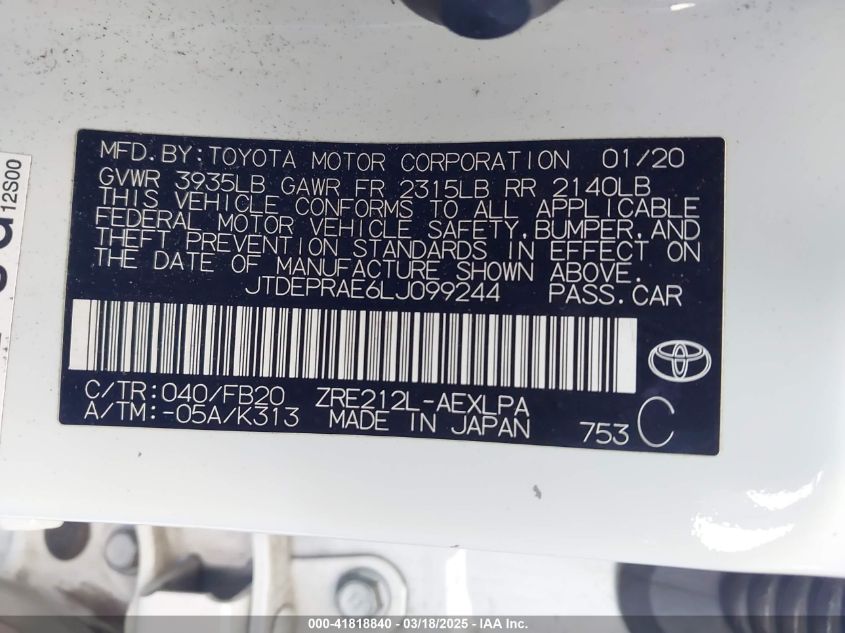 MFD.BY:TOYOTA MOTOR CORPORATION 01/20
GVWR 3935LB GAWR FR 2315LB RR 2140LB
THIS VEHICLE CONFORMS TO ALL APPLICABLE
FEDERAL MOTOR VEHICLE SAFETY,BUMPER,AND
THEFT PREVENTION STANDARDS IN EFFECT ON
THE DATE OF MANUFACTURE SHOWN ABOVE.
JTDEPRAE6LJ099244 PASS.CAR
C/TR:040/FB20 ZRE212L-AEXLPA
A/TM:-05A/K313 MADE IN JAPAN 753 C
12S00
000-41818840 / 03/18/2025 / IAA Inc.